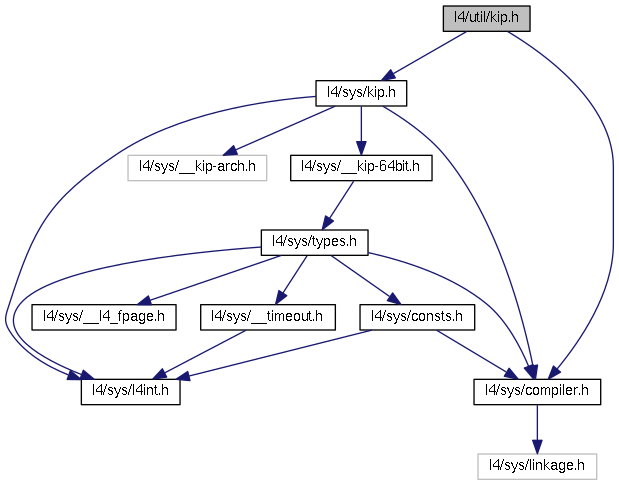 l4/util/kip.h
l4/sys/kip.h
l4/sys/__kip-arch.h
l4/sys/__kip-64bit.h
l4/sys/types.h
l4/sys/__l4_fpage.h
l4/sys/__timeout.h
l4/sys/consts.h
l4/sys/l4int.h
l4/sys/compiler.h
l4/sys/linkage.h